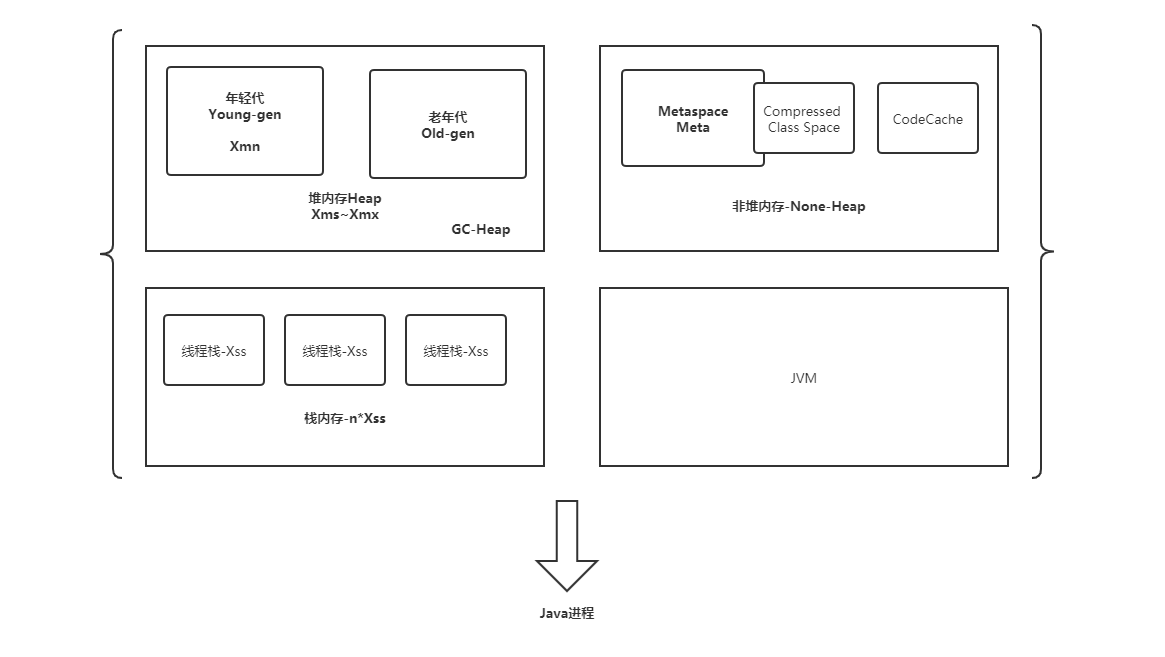 年轻代
Young-gen
Xmn
老年代
Old-gen
堆内存Heap
Xms~Xmx
GC-Heap
Metaspace
Meta
Compressed
Class Space
CodeCache
非堆内存-None-Heap
线程栈-Xss
线程栈-Xss
线程栈-Xss
栈内存-n*Xss
JVM
Java进程